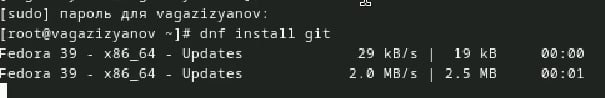 [sudo] пароль для vagazizyanov:
[root@vagazizyanov ~]# dnf install git
Fedora 39 - x86_64 - Updates 29 kB/s | 19 kB 00:00
Fedora 39 - x86_64 - Updates 2.0 MB/s | 2.5 MB 00:01